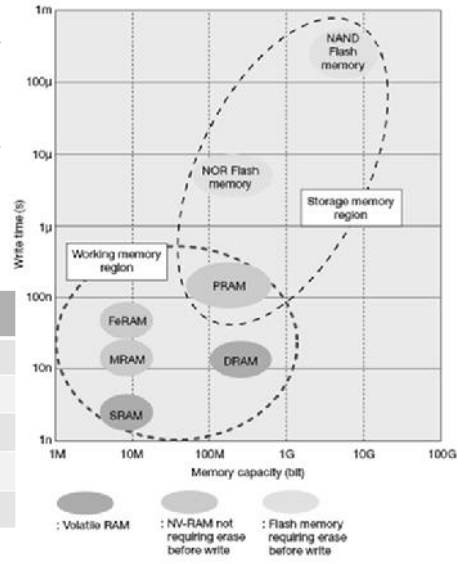 1m
NAND
Flash
memory
100μ
10μ
NOR Flash
memory
Storage memory
region
Write time (s)
1μ
Working memory
region
PRAM
100n
FeRAM
MRAM
DRAM
10n
SRAM
1n
1M 10M 100M 1G 10G 100G
Memory capacity (bit)
: Volatile RAM
: NV-RAM not
requiring erase
before write
: Flash memory
requiring erase
before write